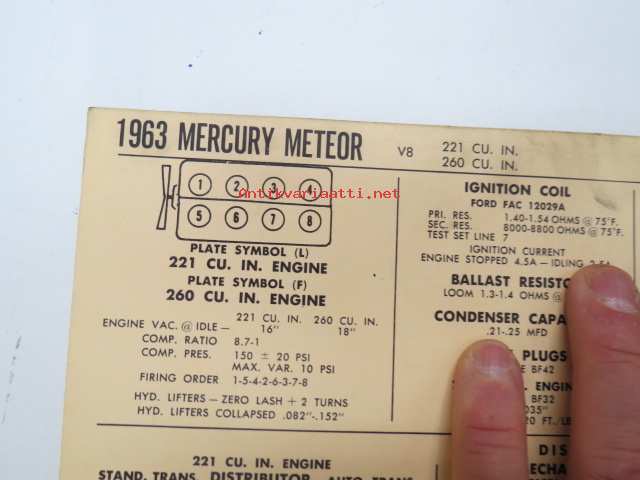 1963 MERCURY METEOR V8 221 CU. IN.
260 CU. IN.
1 2 3 4
5 6 7 8
Antikvariaatti.net
PLATE SYMBOL (L)
221 CU. IN. ENGINE
PLATE SYMBOL (F)
260 CU. IN. ENGINE
221 CU. IN. 260 CU. IN.
ENGINE VAC. @ IDLE — 16" 18"
COMP. RATIO 8.7-1
COMP. PRES. 150 ± 20 PSI
MAX. VAR. 10 PSI
FIRING ORDER 1-5-4-2-6-3-7-8
HYD. LIFTERS — ZERO LASH + 2 TURNS
HYD. LIFTERS COLLAPSED .082"-.152"
221 CU. IN. ENGINE
STAND. TRANS. DISTRIBUTOR AUTO. TRANS.
IGNITION COIL
FORD FAC 12029A
PRI. RES. 1.40-1.54 OHMS @ 75°F.
SEC. RES. 8000-8800 OHMS @ 75°F.
TEST SET LINE 7
IGNITION CURRENT
ENGINE STOPPED 4.5A — IDLING
BALLAST
LOOM 1.3-1.4 OHMS @
CONDENSER
.21-.25 MFD
PLUGS
BF42
ENGINE
BF32
.035"
20 FT./LB